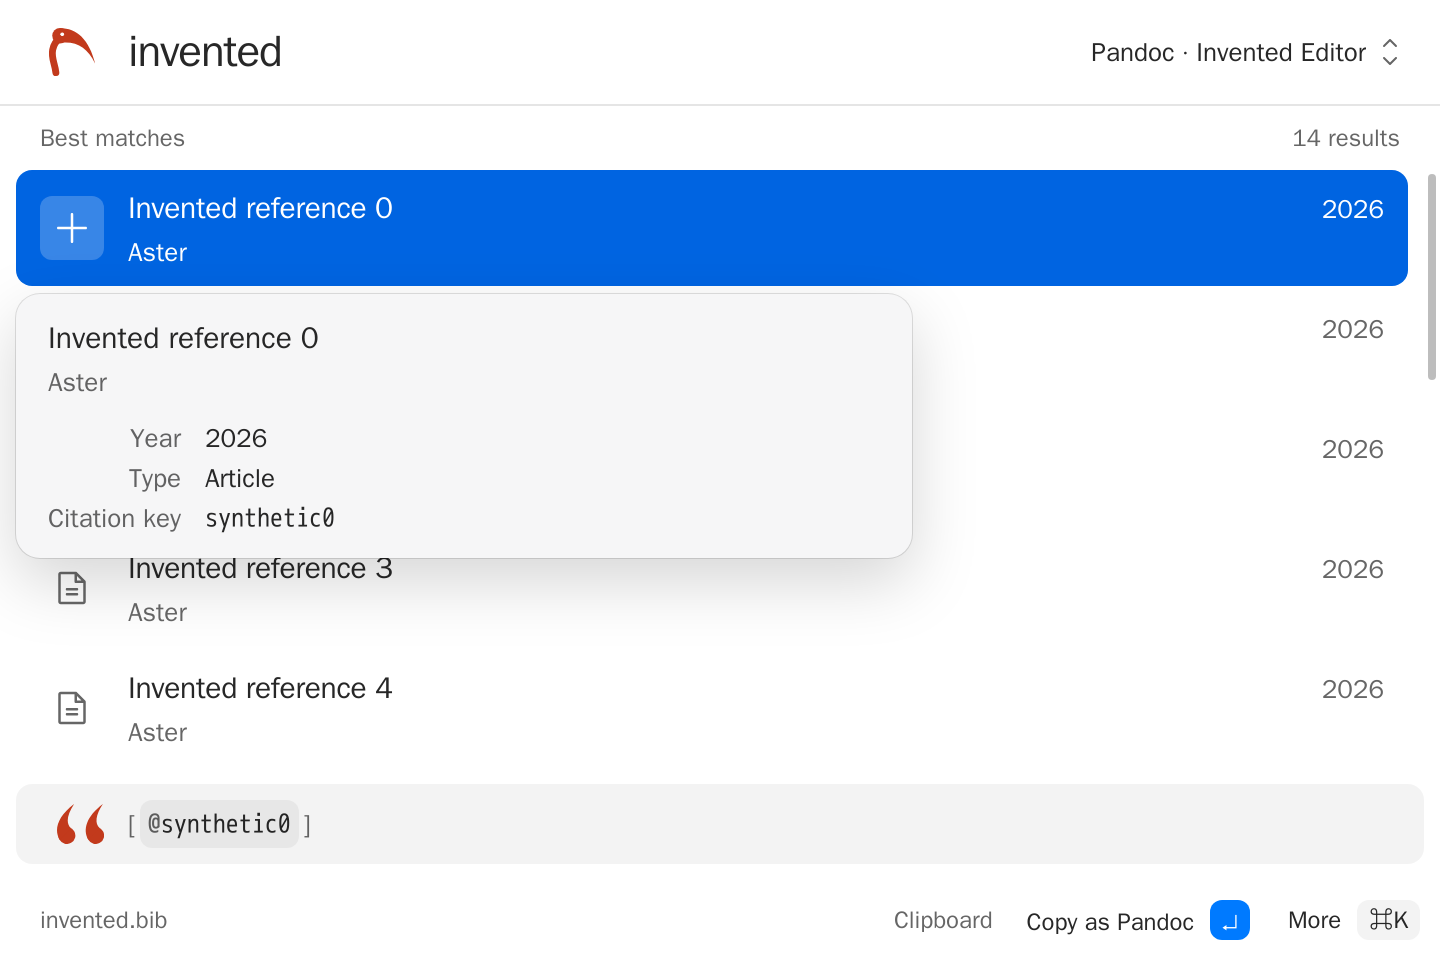 invented
Pandoc · Invented Editor
Best matches
14 results
Invented reference 0
2026
Aster
Invented reference 0
Aster
Year 2026
Type Article
Citation key synthetic0
2026
2026
Invented reference 3
2026
Aster
Invented reference 4
2026
Aster
[@synthetic0]
invented.bib
Clipboard
Copy as Pandoc
More ⌘K